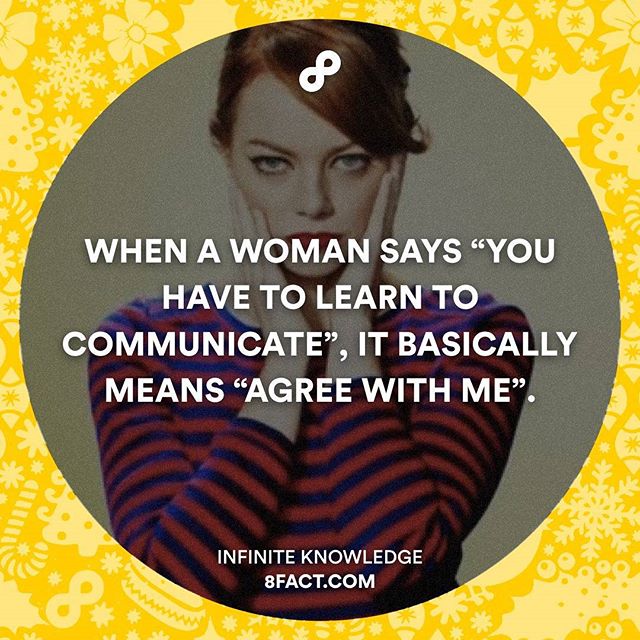 WHEN A WOMAN SAYS “YOU
HAVE TO LEARN TO
COMMUNICATE”, IT BASICALLY
MEANS “AGREE WITH ME”.
INFINITE KNOWLEDGE
8FACT.COM